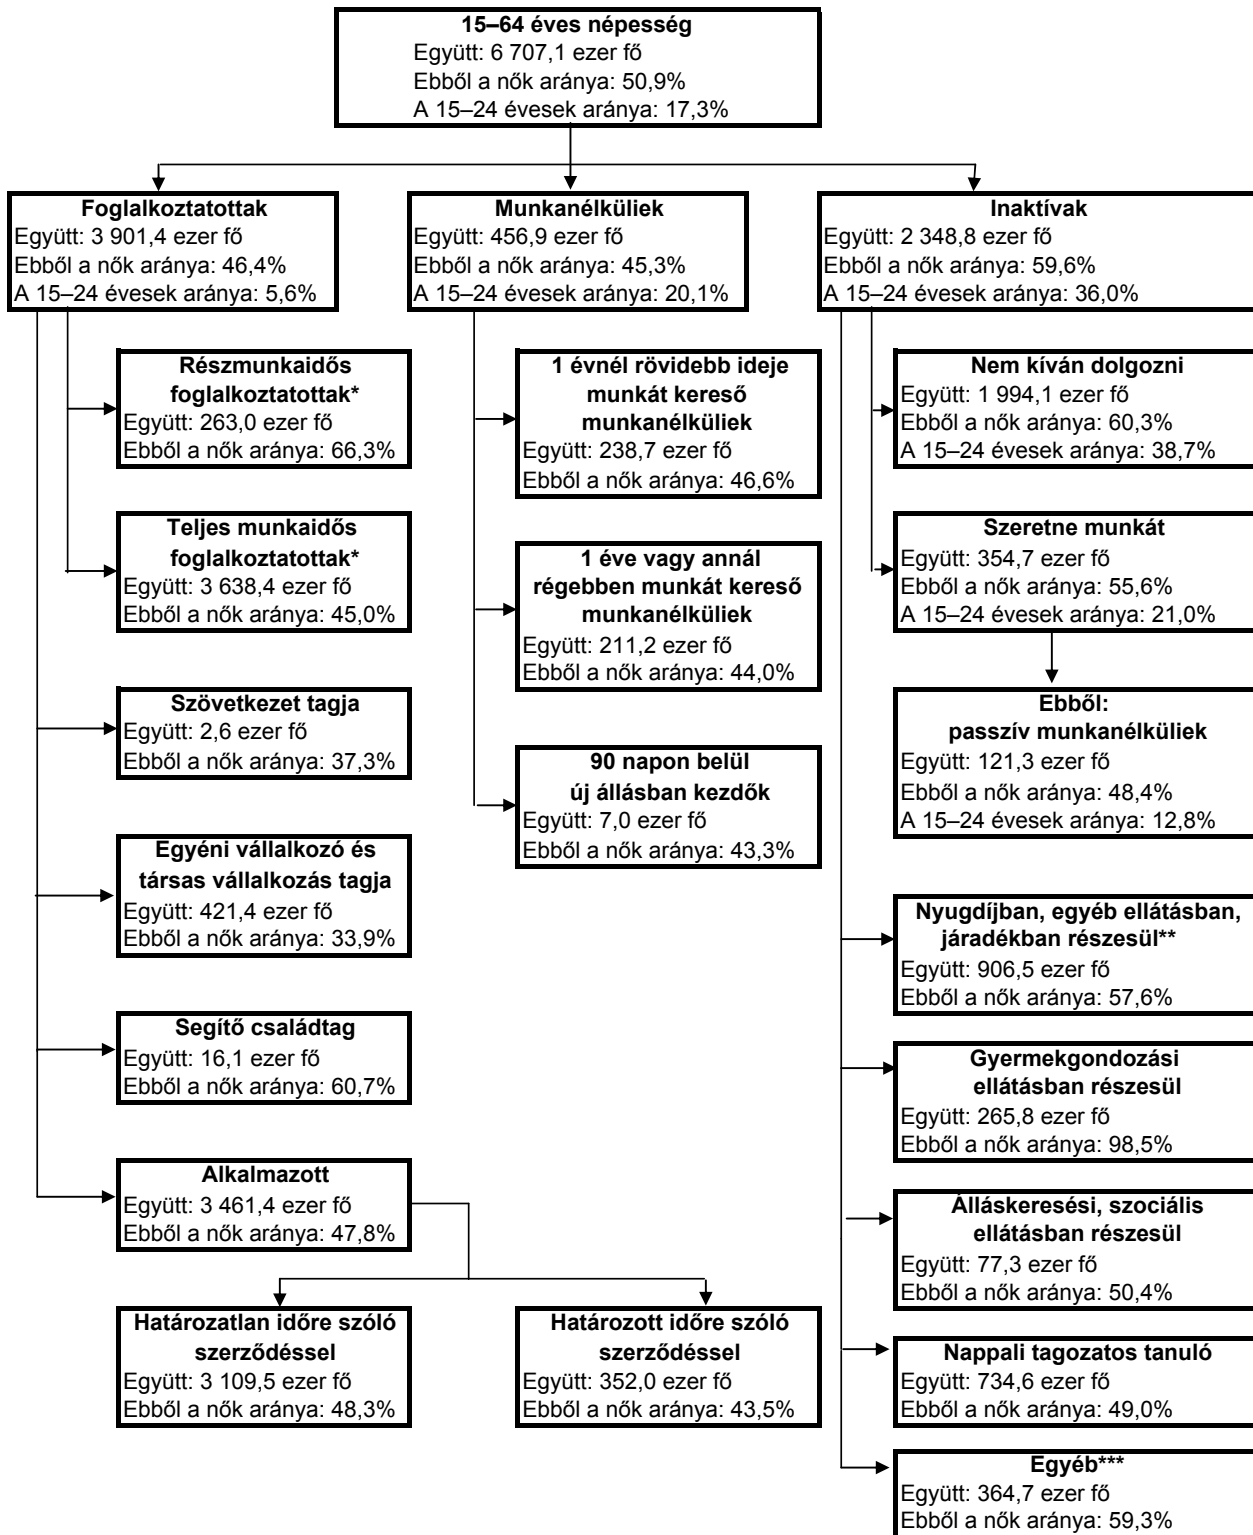 15–64 éves népesség
Együtt: 6 707,1 ezer fő
Ebből a nők aránya: 50,9%
A 15–24 évesek aránya: 17,3%
Foglalkoztatottak
Együtt: 3 901,4 ezer fő
Ebből a nők aránya: 46,4%
A 15–24 évesek aránya: 5,6%
Részmunkaidős
foglalkoztatottak*
Együtt: 263,0 ezer fő
Ebből a nők aránya: 66,3%
Teljes munkaidős
foglalkoztatottak*
Együtt: 3 638,4 ezer fő
Ebből a nők aránya: 45,0%
Szövetkezet tagja
Együtt: 2,6 ezer fő
Ebből a nők aránya: 37,3%
Egyéni vállalkozó és
társas vállalkozás tagja
Együtt: 421,4 ezer fő
Ebből a nők aránya: 33,9%
Segítő családtag
Együtt: 16,1 ezer fő
Ebből a nők aránya: 60,7%
Alkalmazott
Együtt: 3 461,4 ezer fő
Ebből a nők aránya: 47,8%
Határozatlan időre szóló
szerződéssel
Együtt: 3 109,5 ezer fő
Ebből a nők aránya: 48,3%
Határozott időre szóló
szerződéssel
Együtt: 352,0 ezer fő
Ebből a nők aránya: 43,5%
Munkanélküliek
Együtt: 456,9 ezer fő
Ebből a nők aránya: 45,3%
A 15–24 évesek aránya: 20,1%
1 évnél rövidebb ideje
munkát kereső
munkanélküliek
Együtt: 238,7 ezer fő
Ebből a nők aránya: 46,6%
1 éve vagy annál
régebben munkát kereső
munkanélküliek
Együtt: 211,2 ezer fő
Ebből a nők aránya: 44,0%
90 napon belül
új állásban kezdők
Együtt: 7,0 ezer fő
Ebből a nők aránya: 43,3%
Inaktívak
Együtt: 2 348,8 ezer fő
Ebből a nők aránya: 59,6%
A 15–24 évesek aránya: 36,0%
Nem kíván dolgozni
Együtt: 1 994,1 ezer fő
Ebből a nők aránya: 60,3%
A 15–24 évesek aránya: 38,7%
Szeretne munkát
Együtt: 354,7 ezer fő
Ebből a nők aránya: 55,6%
A 15–24 évesek aránya: 21,0%
Ebből:
passzív munkanélküliek
Együtt: 121,3 ezer fő
Ebből a nők aránya: 48,4%
A 15–24 évesek aránya: 12,8%
Nyugdíjban, egyéb ellátásban,
járadékban részesül**
Együtt: 906,5 ezer fő
Ebből a nők aránya: 57,6%
Gyermekgondozási
ellátásban részesül
Együtt: 265,8 ezer fő
Ebből a nők aránya: 98,5%
Álláskeresési, szociális
ellátásban részesül
Együtt: 77,3 ezer fő
Ebből a nők aránya: 50,4%
Nappali tagozatos tanuló
Együtt: 734,6 ezer fő
Ebből a nők aránya: 49,0%
Egyéb***
Együtt: 364,7 ezer fő
Ebből a nők aránya: 59,3%